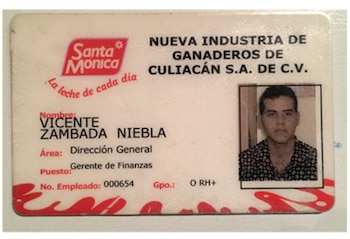 Santa
Monica
La leche de cada día
NUEVA INDUSTRIA DE
GANADEROS DE
CULIACÁN S.A. DE C.V.
Nombre:
VICENTE
ZAMBADA NIEBLA
Área: Dirección General
Puesto: Gerente de Finanzas
No. Empleado: 000654 Gpo.: O RH+